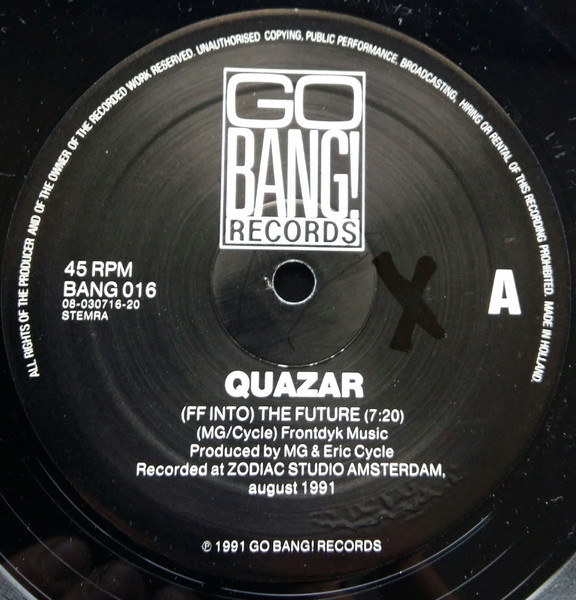 ALL RIGHTS OF THE PRODUCER AND OF THE OWNER OF THE RECORDED WORK RESERVED. UNAUTHORISED COPYING, PUBLIC PERFORMANCE, BROADCASTING, HIRING OR RENTAL OF THIS RECORDING PROHIBITED. MADE IN HOLLAND.
GO
BANG!
RECORDS
45 RPM
BANG 016
08-030716-20
STEMRA
X
A
QUAZAR
(FF INTO) THE FUTURE (7:20)
(MG/Cycle) Frontdyk Music
Produced by MG & Eric Cycle
Recorded at ZODIAC STUDIO AMSTERDAM,
august 1991
℗ 1991 GO BANG! RECORDS